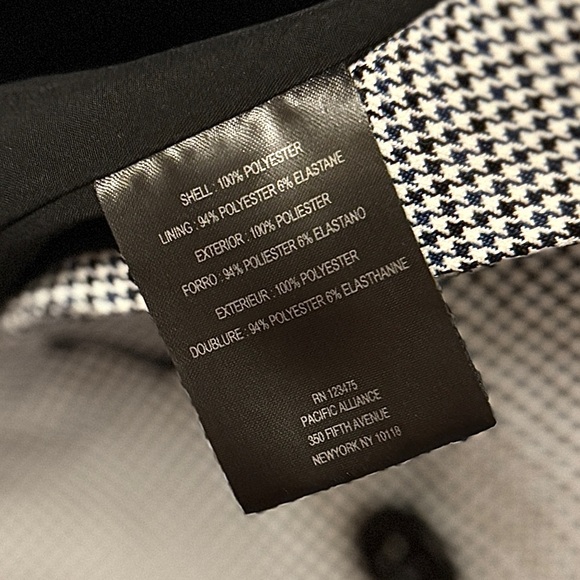 SHELL : 100% POLYESTER
LINING : 94% POLYESTER 6% ELASTANE
EXTERIOR : 100% POLIESTER
FORRO : 94% POLIESTER 6% ELASTANO
EXTERIEUR : 100% POLYESTER
DOUBLURE : 94% POLYESTER 6% ELASTHANNE
RN 123475
PACIFIC ALLIANCE
350 FIFTH AVENUE
NEWYORK NY 10118